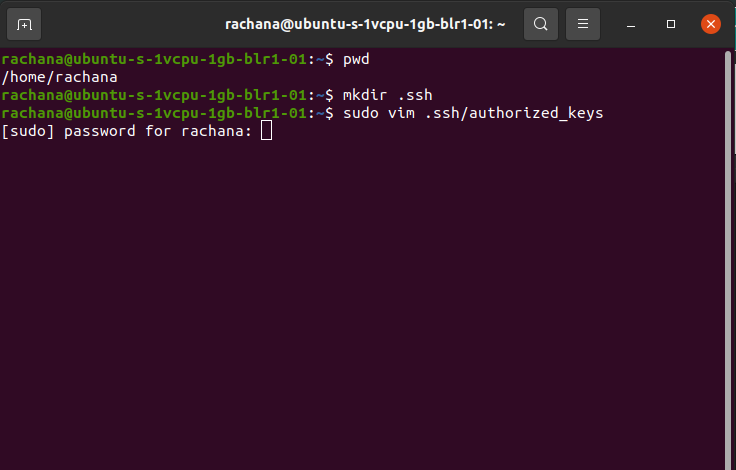 rachana@ubuntu-s-1vcpu-1gb-blr1-01: ~
rachana@ubuntu-s-1vcpu-1gb-blr1-01:~$ pwd
/home/rachana
rachana@ubuntu-s-1vcpu-1gb-blr1-01:~$ mkdir .ssh
rachana@ubuntu-s-1vcpu-1gb-blr1-01:~$ sudo vim .ssh/authorized_keys
[sudo] password for rachana: